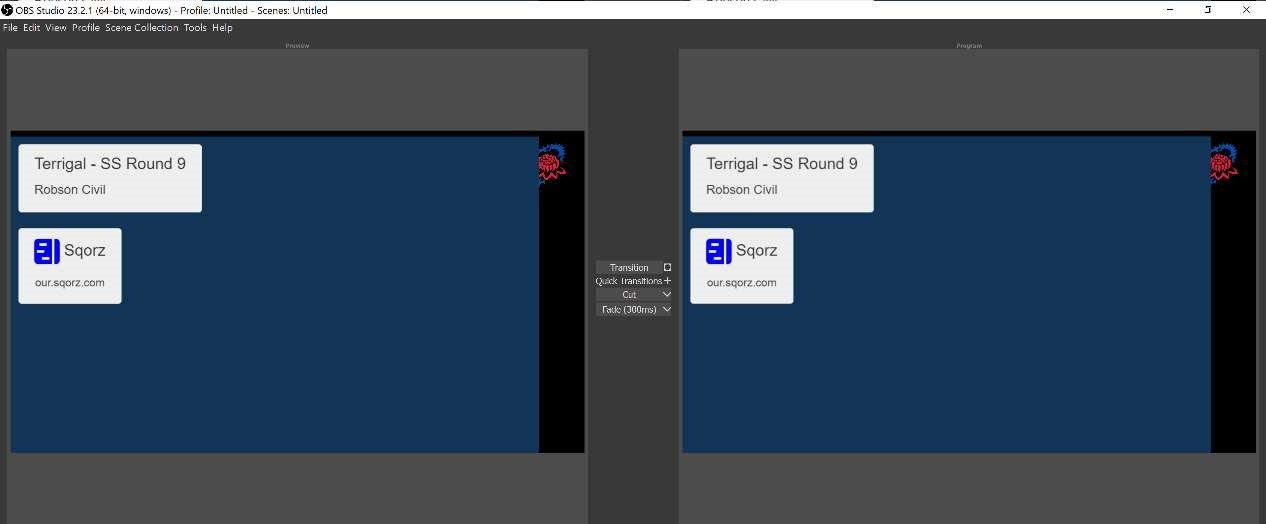 OBS Studio 23.2.1 (64-bit, windows) - Profile: Untitled - Scenes: Untitled
File Edit View Profile Scene Collection Tools Help
Preview
Program
Terrigal - SS Round 9
Robson Civil
Sqorz
our.sqorz.com
Transition
Quick Transitions
Cut
Fade (300ms)
Terrigal - SS Round 9
Robson Civil
Sqorz
our.sqorz.com